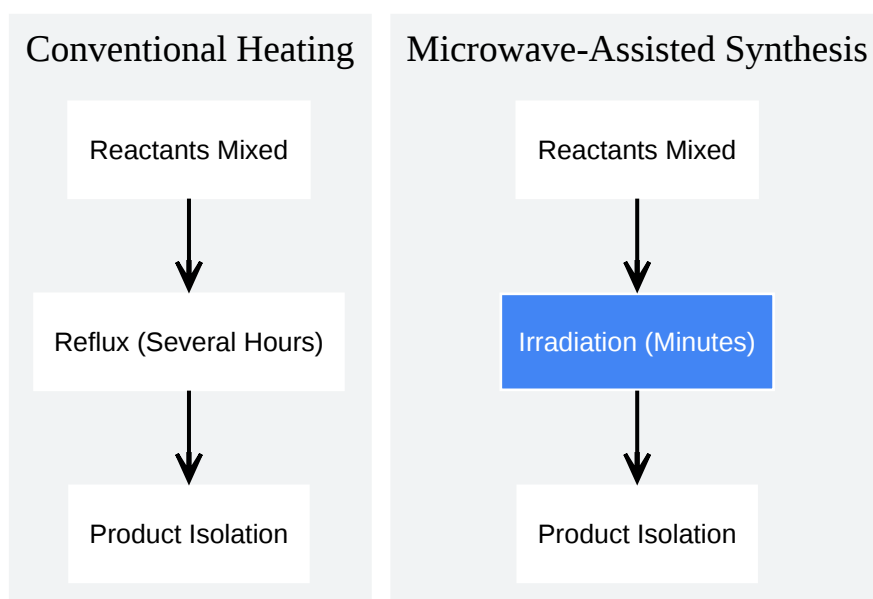 Conventional Heating
Reactants Mixed
Reflux (Several Hours)
Product Isolation
Microwave-Assisted Synthesis
Reactants Mixed
Irradiation (Minutes)
Product Isolation